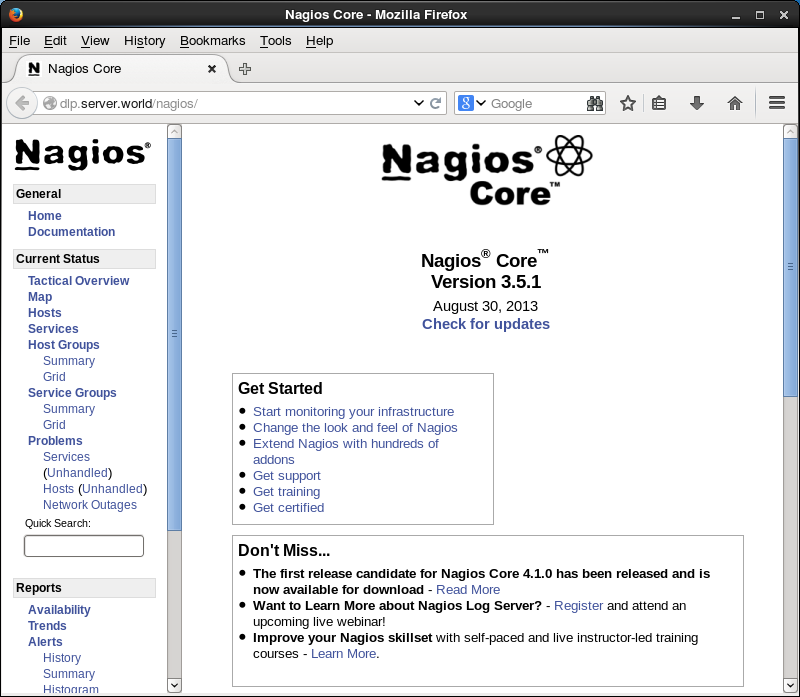 Nagios Core - Mozilla Firefox
File Edit View History Bookmarks Tools Help
Nagios Core
dlp.server.world/nagios/
Google
Nagios®
General
Home
Documentation
Current Status
Tactical Overview
Map
Hosts
Services
Host Groups
Summary
Grid
Service Groups
Summary
Grid
Problems
Services
(Unhandled)
Hosts (Unhandled)
Network Outages
Quick Search:
Reports
Availability
Trends
Alerts
History
Summary
Histogram
Nagios®
Core™
Nagios® Core™
Version 3.5.1
August 30, 2013
Check for updates
Get Started
Start monitoring your infrastructure
Change the look and feel of Nagios
Extend Nagios with hundreds of
addons
Get support
Get training
Get certified
Don't Miss...
The first release candidate for Nagios Core 4.1.0 has been released and is
now available for download - Read More
Want to Learn More about Nagios Log Server? - Register and attend an
upcoming live webinar!
Improve your Nagios skillset with self-paced and live instructor-led training
courses - Learn More.